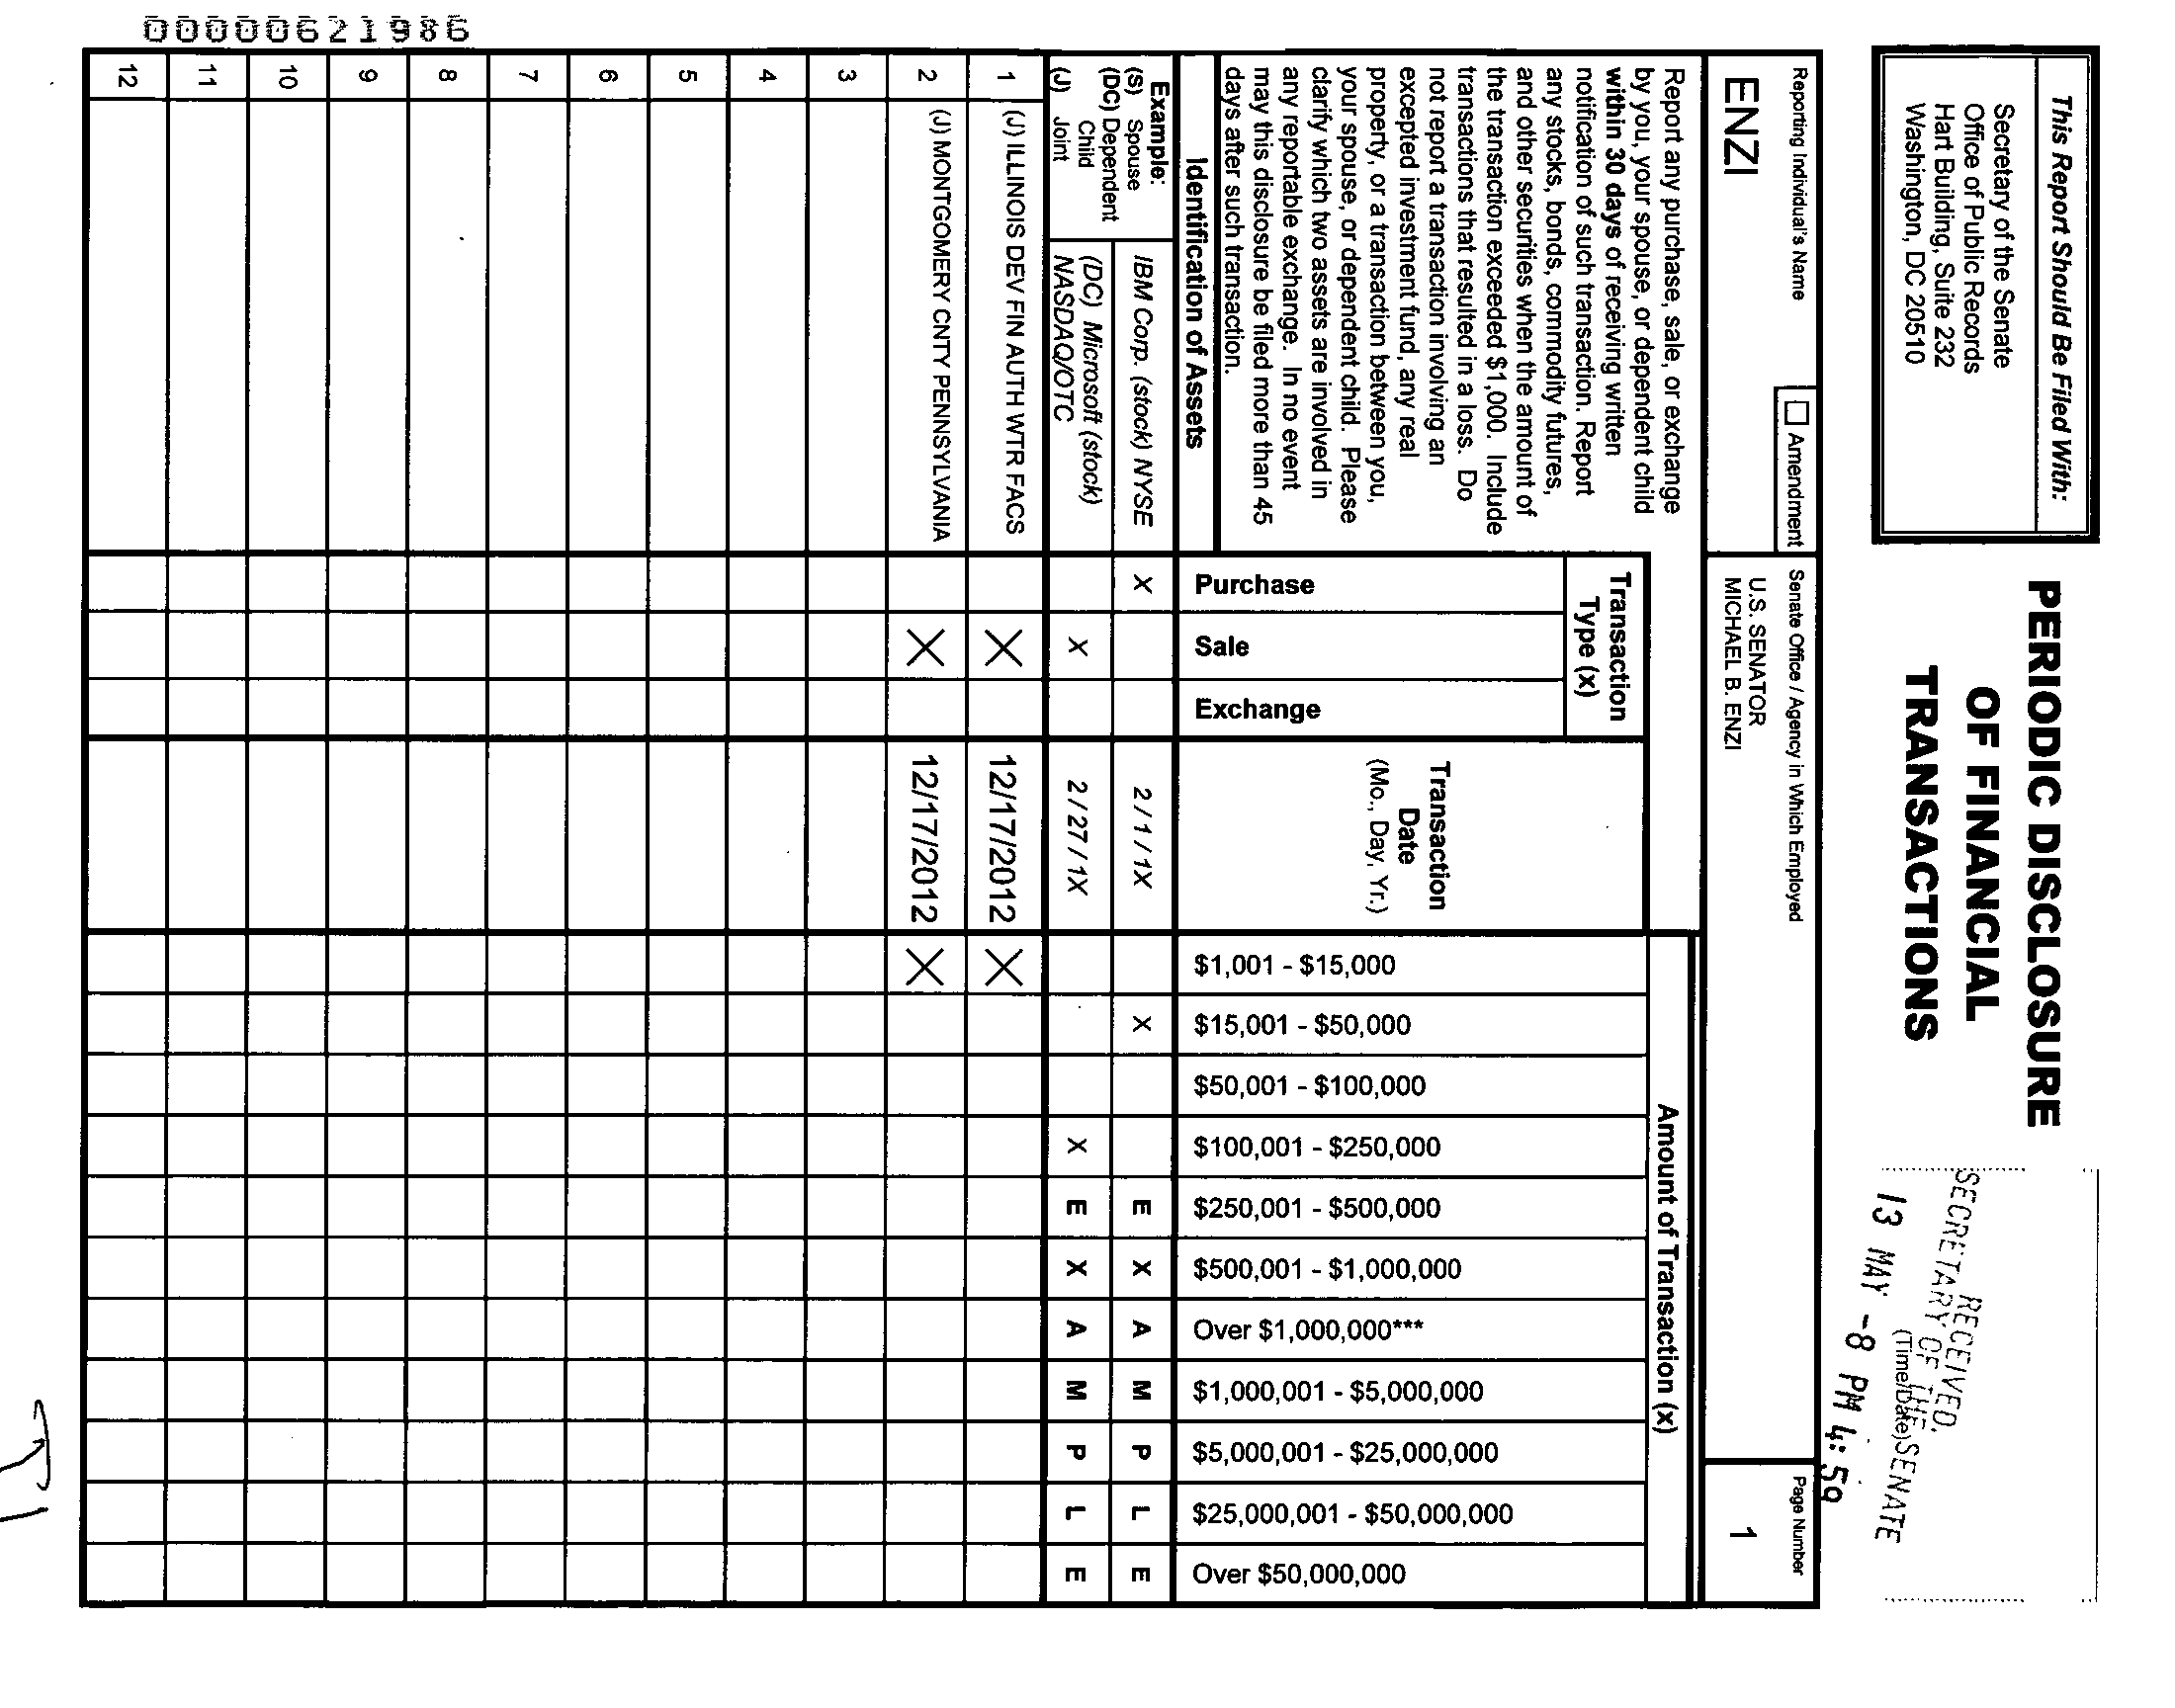 This Report Should Be Filed With:
Secretary of the Senate
Office of Public Records
Hart Building, Suite 232
Washington, DC 20510
PERIODIC DISCLOSURE
OF FINANCIAL
TRANSACTIONS
RECEIVED
SECRETARY OF THE SENATE
(Time/Date)
13 MAY -8 PM 4:59
Reporting Individual's Name
Amendment
ENZI
Senate Office / Agency in Which Employed
U.S. SENATOR
MICHAEL B. ENZI
Page Number
1
Report any purchase, sale, or exchange
by you, your spouse, or dependent child
within 30 days of receiving written
notification of such transaction. Report
any stocks, bonds, commodity futures,
and other securities when the amount of
the transaction exceeded $1,000. Include
transactions that resulted in a loss. Do
not report a transaction involving an
excepted investment fund, any real
property, or a transaction between you,
your spouse, or dependent child. Please
clarify which two assets are involved in
any reportable exchange. In no event
may this disclosure be filed more than 45
days after such transaction.
Identification of Assets
Transaction
Type (x)
Purchase
Sale
Exchange
Transaction
Date
(Mo., Day, Yr.)
Amount of Transaction (x)
$1,001 - $15,000
$15,001 - $50,000
$50,001 - $100,000
$100,001 - $250,000
$250,001 - $500,000
$500,001 - $1,000,000
Over $1,000,000***
$1,000,001 - $5,000,000
$5,000,001 - $25,000,000
$25,000,001 - $50,000,000
Over $50,000,000
Example:
(S) Spouse
(DC) Dependent
Child
(J) Joint
IBM Corp. (stock) NYSE X 2 / 1 / 1X X E X A M P L E
(DC) Microsoft (stock)
NASDAQ/OTC X 2 / 27 / 1X X E X A M P L E
1 (J) ILLINOIS DEV FIN AUTH WTR FACS X 12/17/2012 X
2 (J) MONTGOMERY CNTY PENNSYLVANIA X 12/17/2012 X
3
4
5
6
7
8
9
10
11
12
00000621986